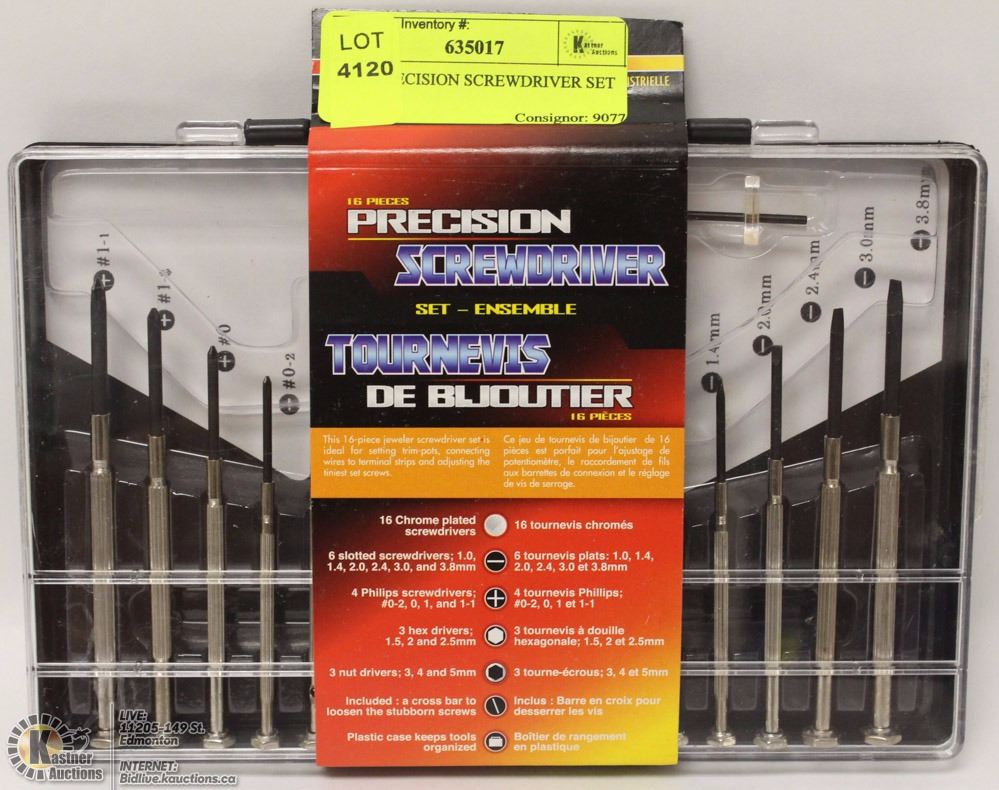 LOT
4120
Inventory #:
635017
Kastner
Auctions
ECISION SCREWDRIVER SET
Consignor: 9077
STRIELLE
16 PIECES
PRECISION
SCREWDRIVER
SET - ENSEMBLE
TOURNEVIS
DE BIJOUTIER
16 PIÈCES
This 16-piece jeweler screwdriver set is
ideal for setting trim-pots, connecting
wires to terminal strips and adjusting the
tiniest set screws.
Ce jeu de tournevis de bijoutier de 16
pièces est parfait pour l'ajustage de
potentiomètre, le raccordement de fils
aux barrettes de connexion et le réglage
de vis de serrage.
16 Chrome plated
screwdrivers
16 tournevis chromés
6 slotted screwdrivers; 1.0,
1.4, 2.0, 2.4, 3.0, and 3.8mm
6 tournevis plats: 1.0, 1.4,
2.0, 2.4, 3.0 et 3.8mm
4 Philips screwdrivers;
#0-2, 0, 1, and 1-1
4 tournevis Phillips;
#0-2, 0, 1 et 1-1
3 hex drivers;
1.5, 2 and 2.5mm
3 tournevis à douille
hexagonale; 1.5, 2 et 2.5mm
3 nut drivers; 3, 4 and 5mm
3 tourne-écrous; 3, 4 et 5mm
Included : a cross bar to
loosen the stubborn screws
Inclus : Barre en croix pour
desserrer les vis
Plastic case keeps tools
organized
Boîtier de rangement
en plastique
#1-1
#0
#0-2
1.4mm
2.0mm
2.4mm
3.0mm
3.8mm
Kastner
Auctions
LIVE:
11205-149 St.
Edmonton
INTERNET:
Bidlive.kauctions.ca